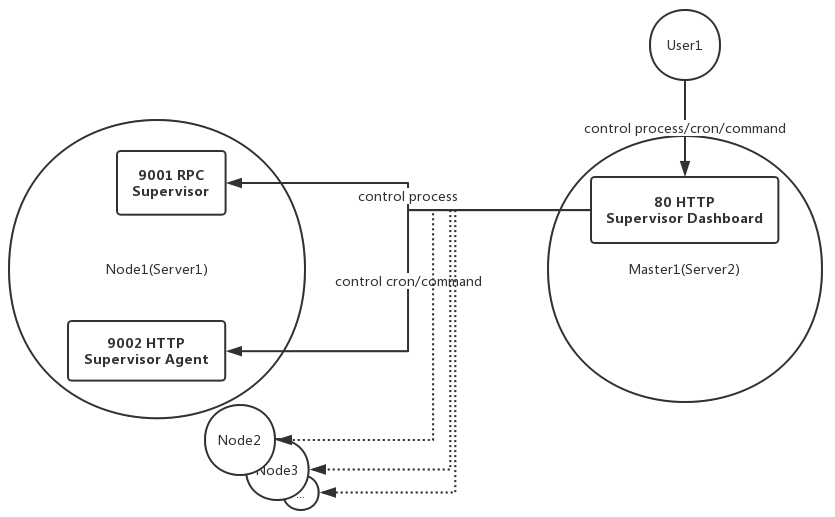 User1
control process/cron/command
9001 RPC
Supervisor
control process
80 HTTP
Supervisor Dashboard
Node1(Server1)
control cron/command
Master1(Server2)
9002 HTTP
Supervisor Agent
Node2
Node3
...